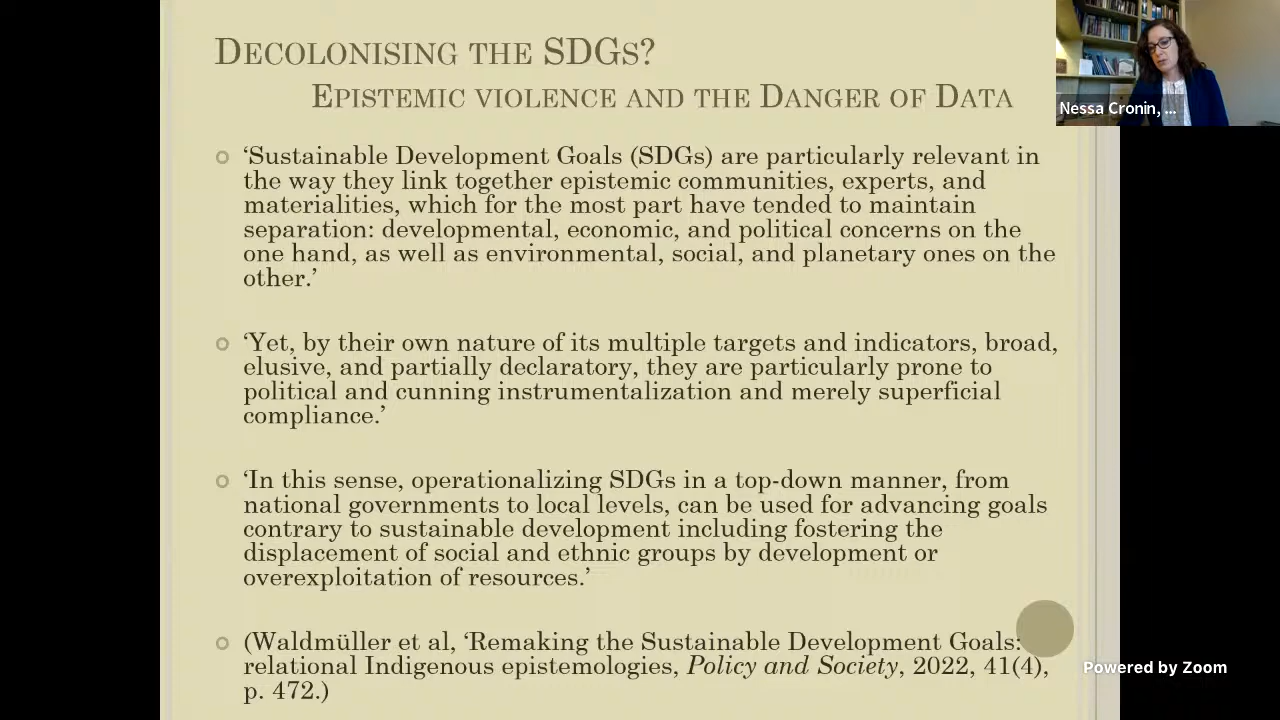 DECOLONISING THE SDGS?
EPISTEMIC VIOLENCE AND THE DANGER OF DATA
Nessa Cronin, ...
‘Sustainable Development Goals (SDGs) are particularly relevant in
the way they link together epistemic communities, experts, and
materialities, which for the most part have tended to maintain
separation: developmental, economic, and political concerns on the
one hand, as well as environmental, social, and planetary ones on the
other.’
‘Yet, by their own nature of its multiple targets and indicators, broad,
elusive, and partially declaratory, they are particularly prone to
political and cunning instrumentalization and merely superficial
compliance.’
‘In this sense, operationalizing SDGs in a top-down manner, from
national governments to local levels, can be used for advancing goals
contrary to sustainable development including fostering the
displacement of social and ethnic groups by development or
overexploitation of resources.’
(Waldmüller et al, ‘Remaking the Sustainable Development Goals:
relational Indigenous epistemologies, Policy and Society, 2022, 41(4),
p. 472.)
Powered by Zoom